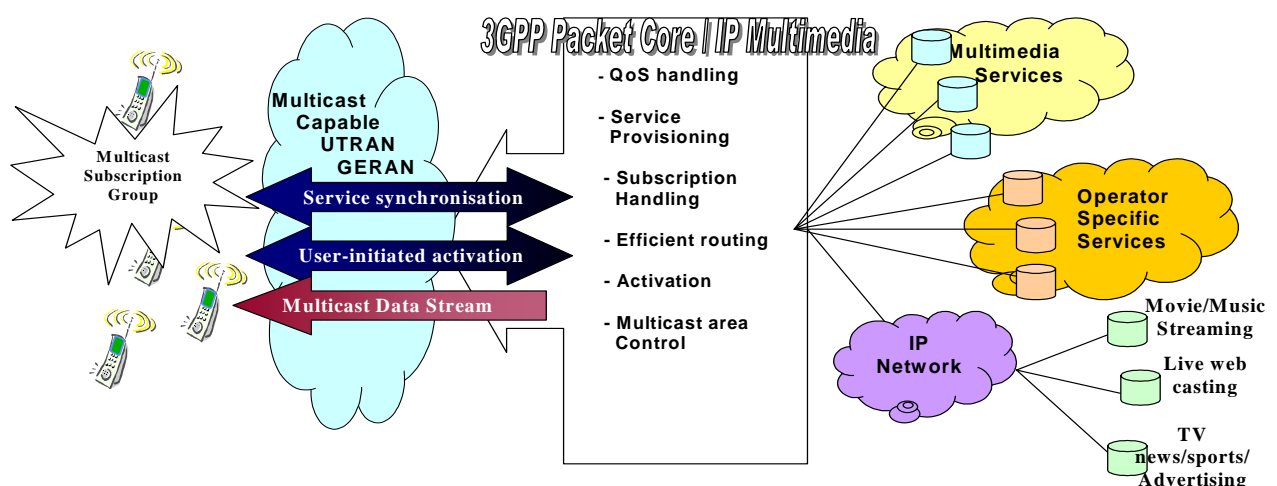 3GPP Packet Core / IP Multimedia
- QoS handling
- Service
Provisioning
- Subscription
Handling
- Efficient routing
- Activation
- Multicast area
Control
Multicast
Subscription
Group
Multicast
Capable
UTRAN
GERAN
Service synchronisation
User-initiated activation
Multicast Data Stream
Multimedia
Services
Operator
Specific
Services
IP
Network
Movie/Music
Streaming
Live web
casting
TV
news/sports/
Advertising